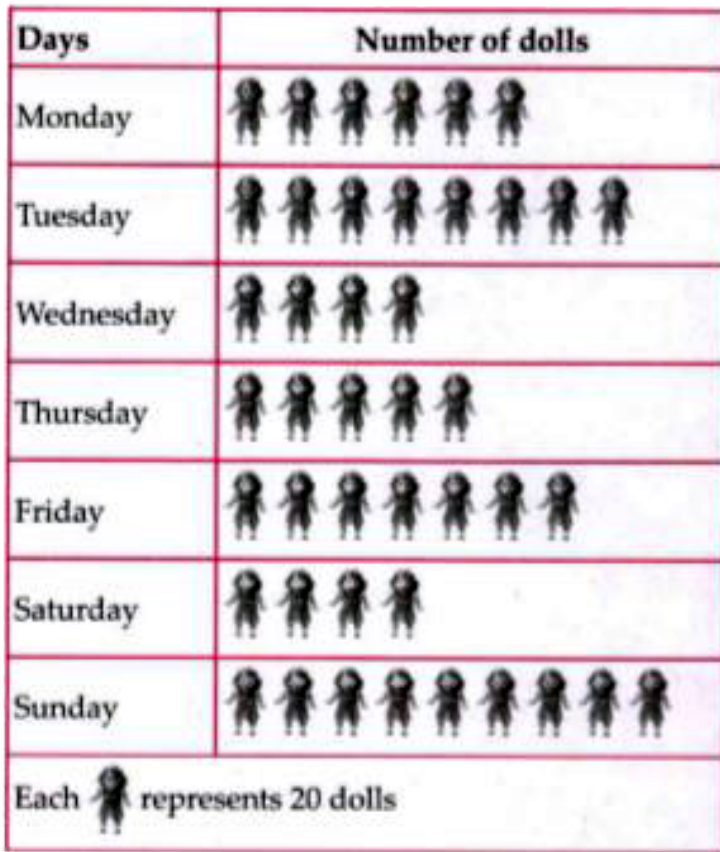 Days Number of dolls
Monday
Tuesday
Wednesday
Thursday
Friday
Saturday
Sunday
Each represents 20 dolls